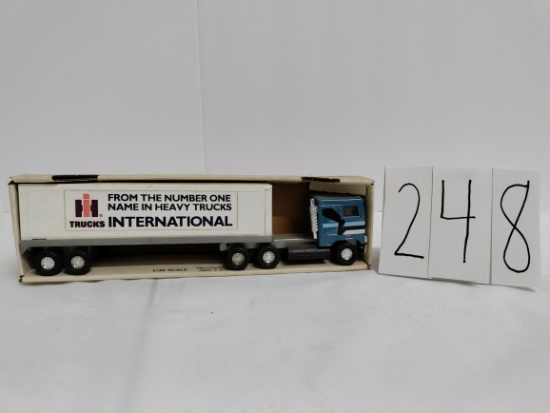 IH
TRUCKS
FROM THE NUMBER ONE
NAME IN HEAVY TRUCKS
INTERNATIONAL
248